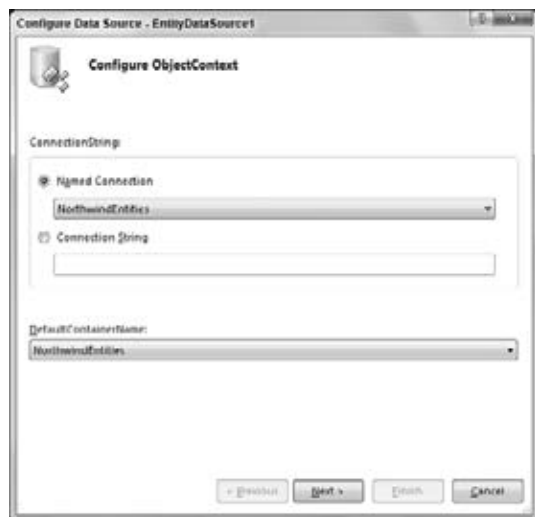 Configure Data Source - EntityDataSource1
Configure ObjectContext
ConnectionString:
Named Connection
NorthwindEntities
Connection String
DefaultContainerName:
NorthwindEntities
< Previous
Next >
Finish
Cancel